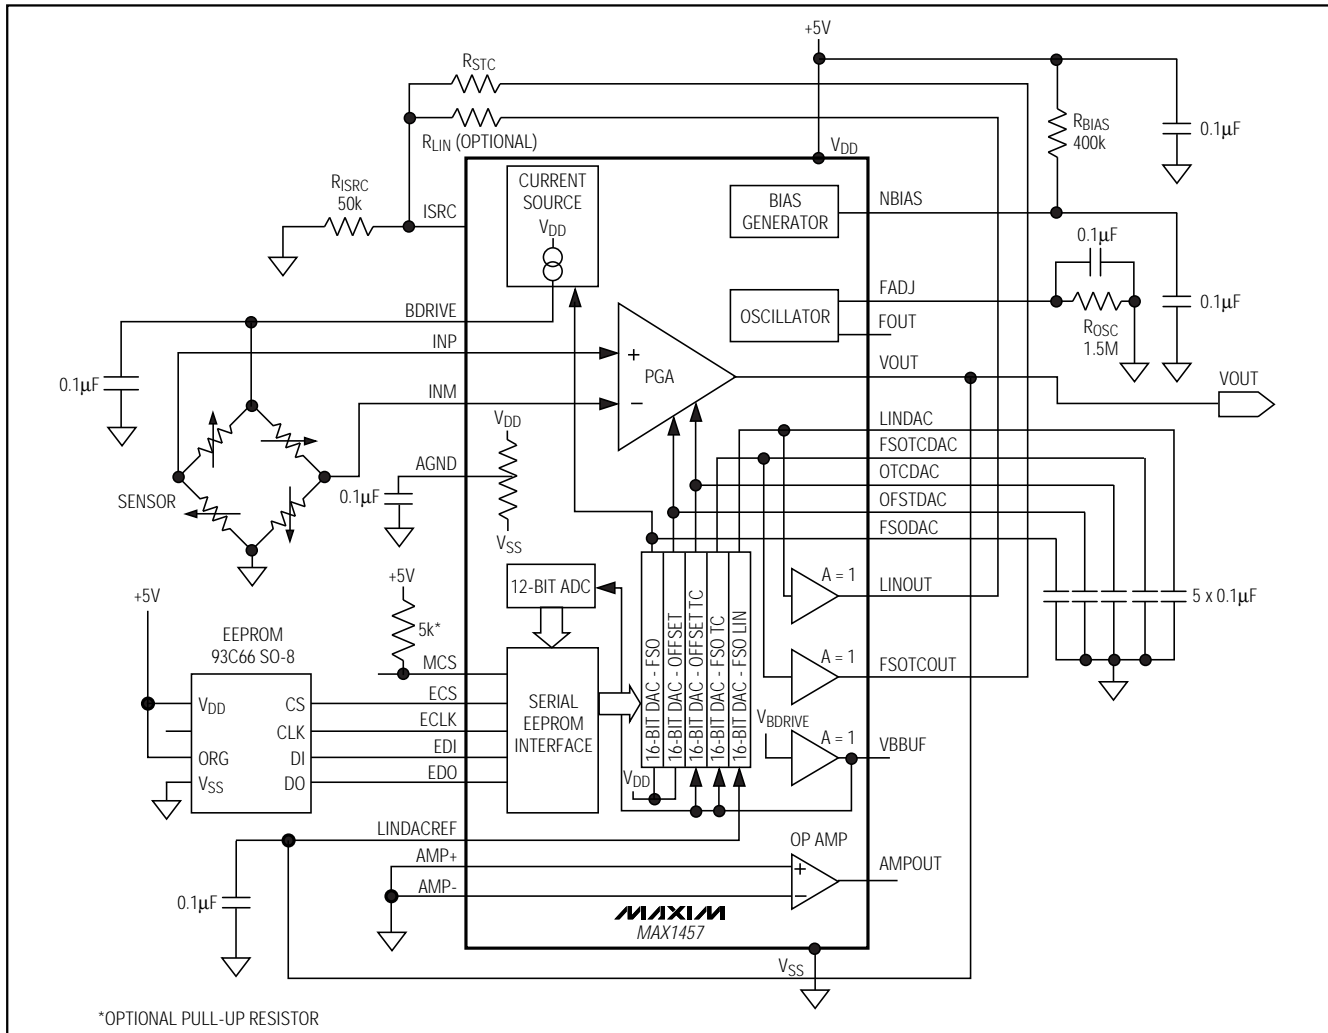 +5V
RSTC
RBIAS
400k
0.1µF
RLIN (OPTIONAL)
VDD
RISRC
50k
ISRC
CURRENT
SOURCE
VDD
BIAS
GENERATOR
NBIAS
0.1µF
BDRIVE
OSCILLATOR
FADJ
FOUT
ROSC
1.5M
0.1µF
INP
+
PGA
VOUT
VOUT
0.1µF
INM
−
VDD
LINDAC
FSOTCDAC
AGND
OTCDAC
SENSOR
0.1µF
OFSTDAC
VSS
FSODAC
+5V
+5V
12-BIT ADC
A = 1
LINOUT
5 x 0.1µF
5k*
EEPROM
93C66 SO-8
MCS
16-BIT DAC - FSO
16-BIT DAC - OFFSET
16-BIT DAC - OFFSET TC
16-BIT DAC - FSO TC
16-BIT DAC - FSO LIN
A = 1
FSOTCOUT
VDD
CS
ECS
SERIAL
EEPROM
INTERFACE
VBDRIVE
A = 1
VBBUF
CLK
ECLK
ORG
DI
EDI
VSS
DO
EDO
VDD
LINDACREF
OP AMP
AMP+
+
AMPOUT
AMP-
−
0.1µF
MAXIM
MAX1457
VSS
*OPTIONAL PULL-UP RESISTOR